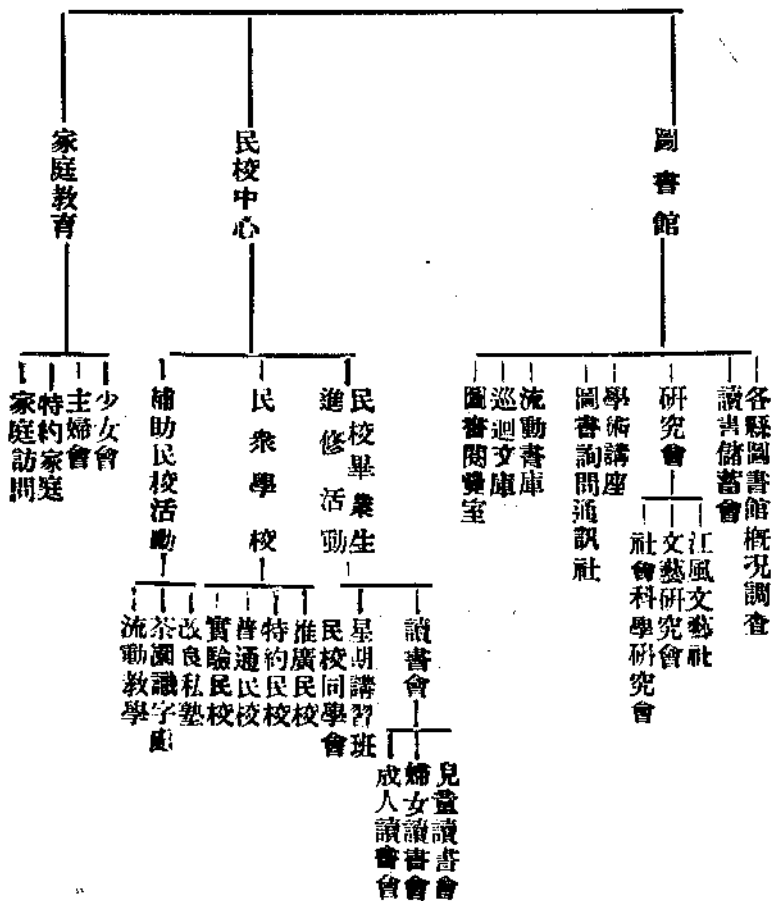 圖書館
民校中心
家庭教育
各縣圖書館概況調查
讀書儲蓄會
研究會
學術講座
圖書詢問通訊社
流動書庫
巡迴文庫
圖書閱覽室
民校畢業生
進修活動
民衆學校
補助民校活動
少女會
主婦會
特約家庭
家庭訪問
江風文藝社
文藝研究會
社會科學研究會
讀書會
星期講習班
民校同學會
推廣民校
特約民校
普通民校
實驗民校
改良私塾
茶園識字處
流動教學
兒童讀書會
婦女讀書會
成人讀書會